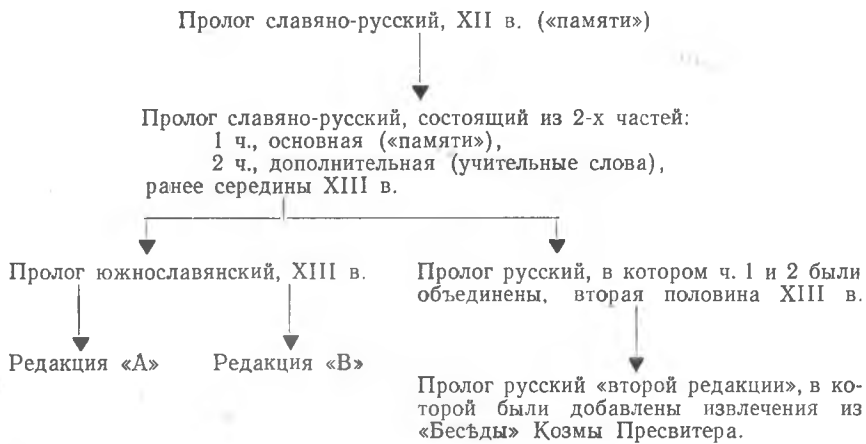 Пролог славяно-русский, XII в. («памяти»)
Пролог славяно-русский, состоящий из 2-х частей:
1 ч., основная («памяти»),
2 ч., дополнительная (учительные слова),
ранее середины XIII в.
Пролог южнославянский, XIII в.
Редакция «А»
Редакция «В»
Пролог русский, в котором ч. 1 и 2 были
объединены, вторая половина XIII в.
Пролог русский «второй редакции», в ко-
торой были добавлены извлечения из
«Бесѣды» Козмы Пресвитера.